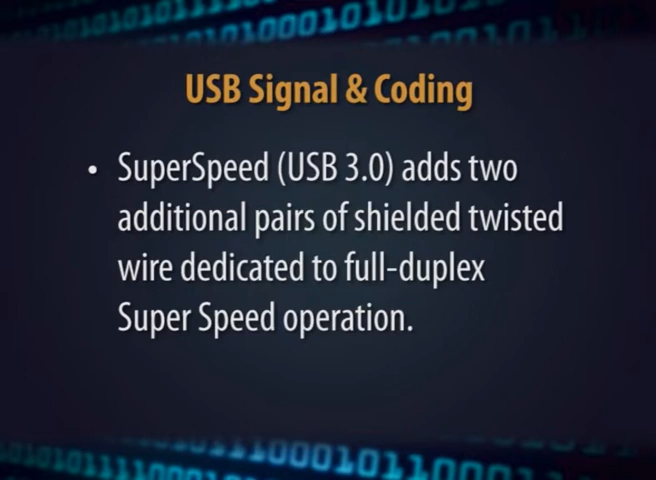 USB Signal & Coding
• SuperSpeed (USB 3.0) adds two
additional pairs of shielded twisted
wire dedicated to full-duplex
Super Speed operation.